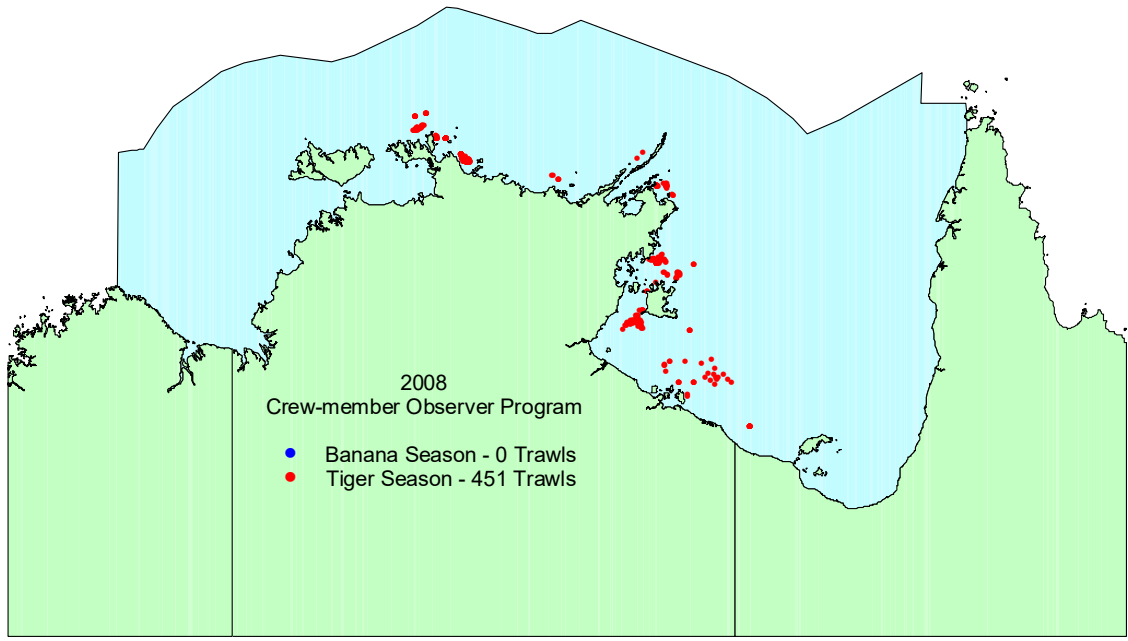 2008
Crew-member Observer Program
Banana Season - 0 Trawls
Tiger Season - 451 Trawls